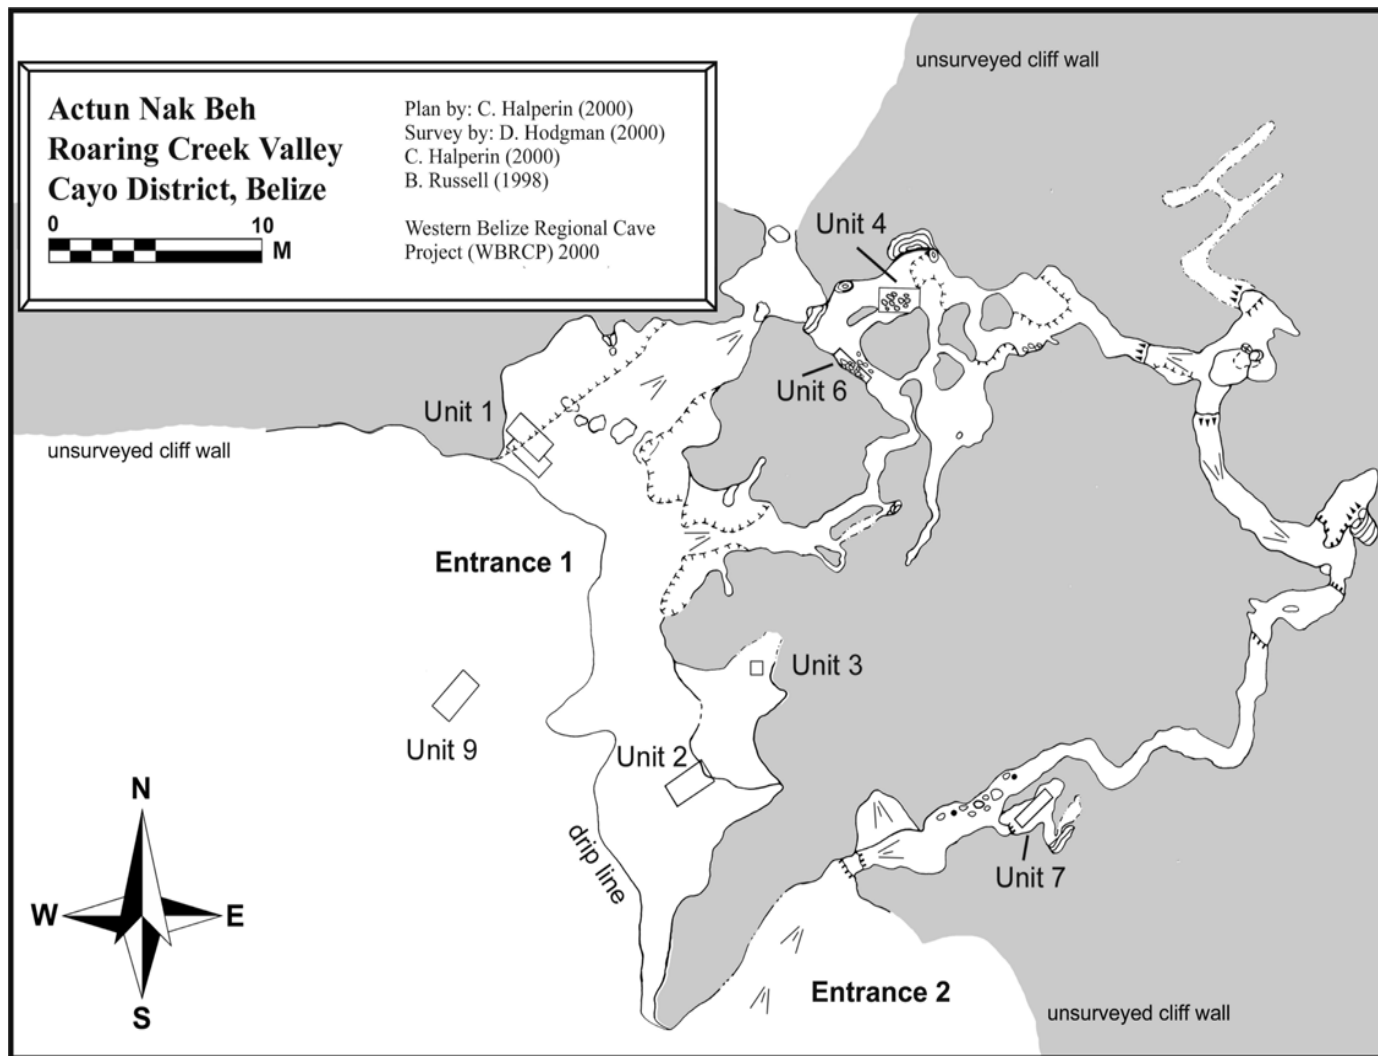 unsurveyed cliff wall
Actun Nak Beh
Roaring Creek Valley
Cayo District, Belize
0 10
M
Plan by: C. Halperin (2000)
Survey by: D. Hodgman (2000)
C. Halperin (2000)
B. Russell (1998)
Western Belize Regional Cave
Project (WBRCP) 2000
Unit 4
Unit 6
Unit 1
unsurveyed cliff wall
Entrance 1
Unit 3
Unit 9
Unit 2
drip line
Unit 7
N
W E
S
Entrance 2
unsurveyed cliff wall